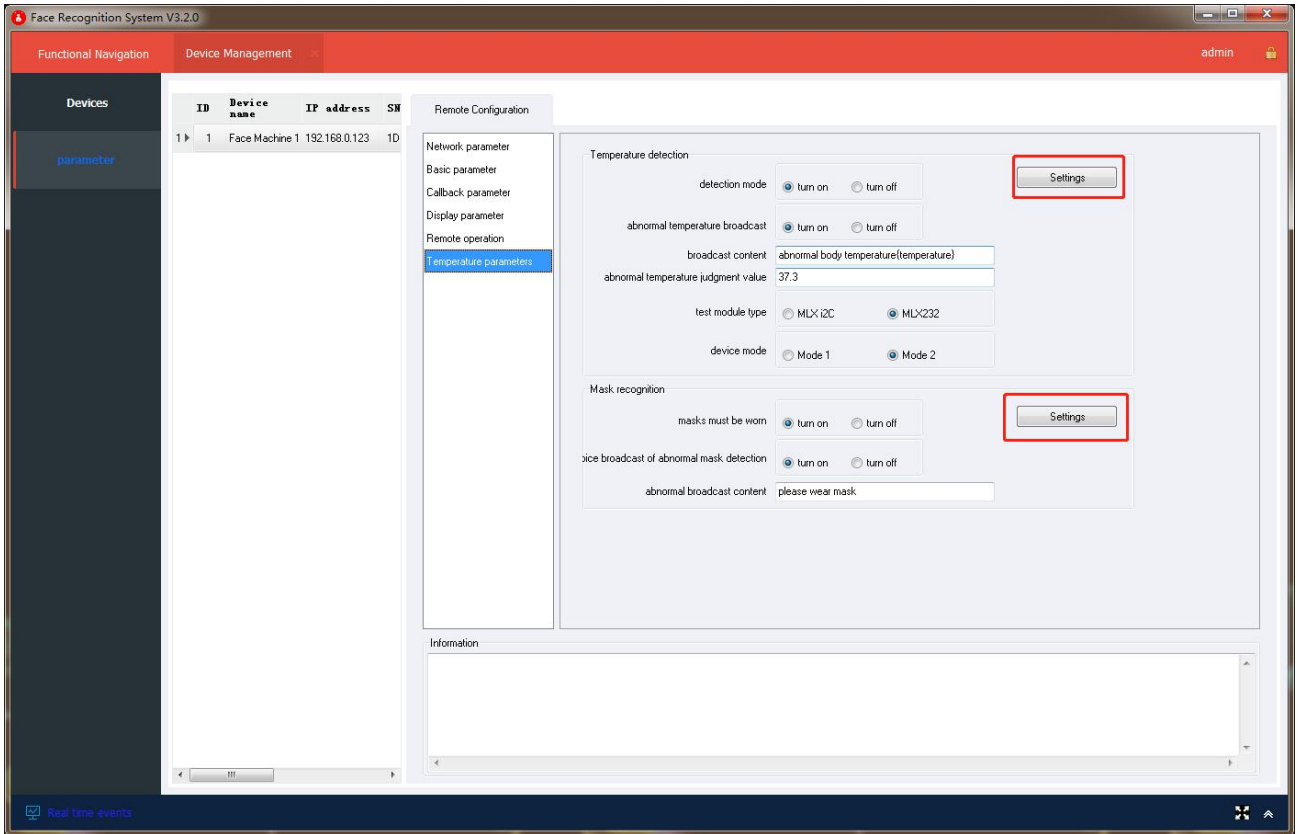 Face Recognition System V3.2.0
Functional Navigation
Device Management
admin
Devices
parameter
ID Device name IP address SN
1 1 Face Machine 1 192.168.0.123 1D
Remote Configuration
Network parameter
Basic parameter
Callback parameter
Display parameter
Remote operation
Temperature parameters
Temperature detection
detection mode turn on turn off
Settings
abnormal temperature broadcast turn on turn off
broadcast content abnormal body temperature{temperature}
abnormal temperature judgment value 37.3
test module type MLX i2C MLX232
device mode Mode 1 Mode 2
Mask recognition
masks must be worn turn on turn off
Settings
oice broadcast of abnormal mask detection turn on turn off
abnormal broadcast content please wear mask
Information
Real time events